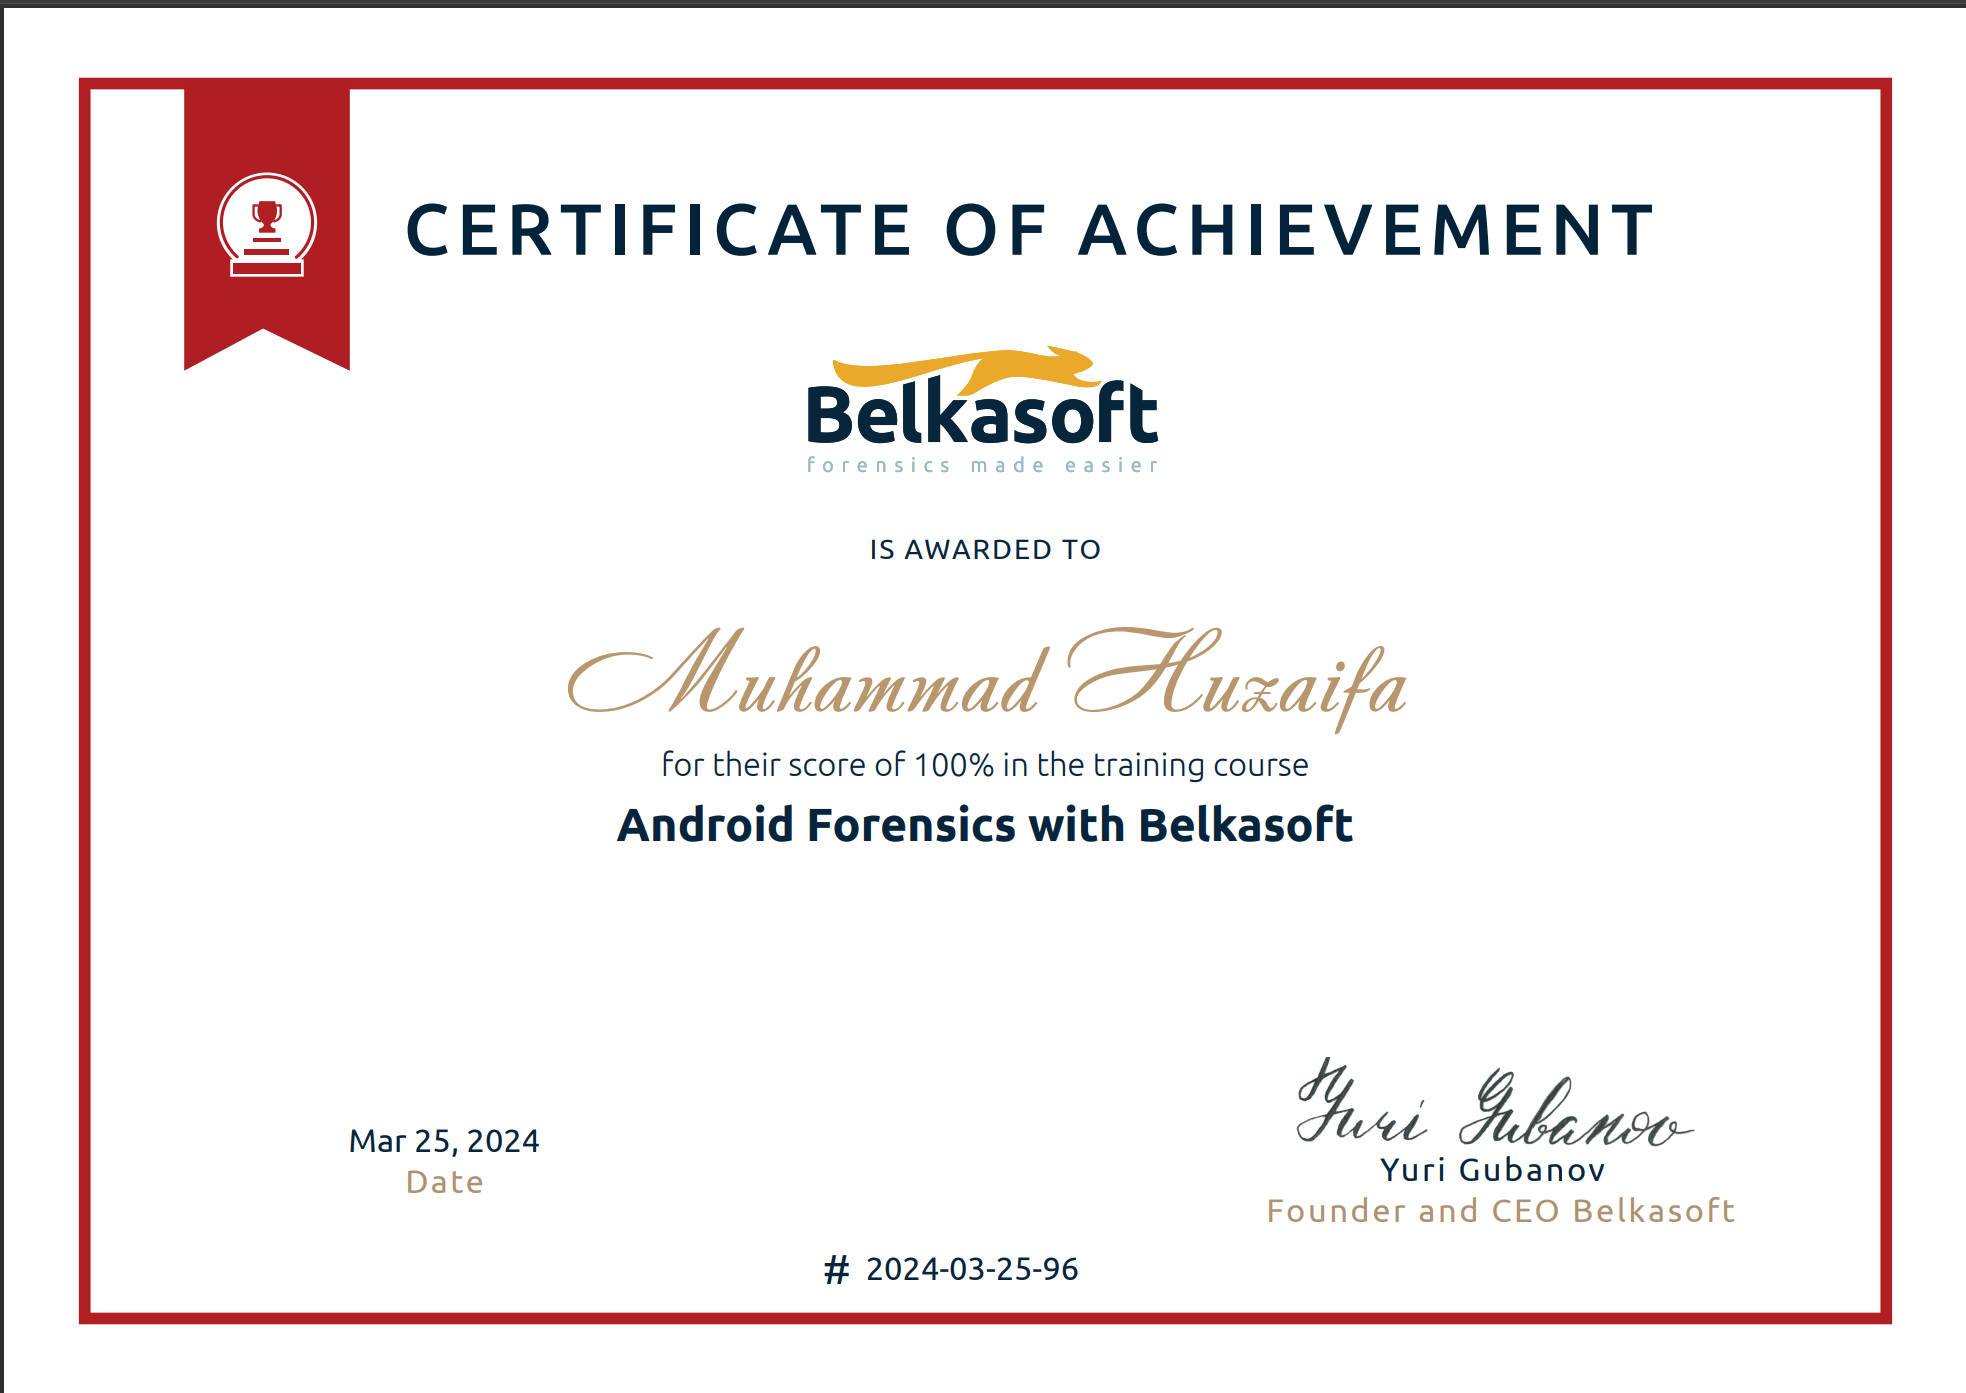 CERTIFICATE OF ACHIEVEMENT
Belkasoft
forensics made easier
IS AWARDED TO
Muhammad Huzaifa
for their score of 100% in the training course
Android Forensics with Belkasoft
Mar 25, 2024
Date
Yuri Gubanov
Yuri Gubanov
Founder and CEO Belkasoft
# 2024-03-25-96